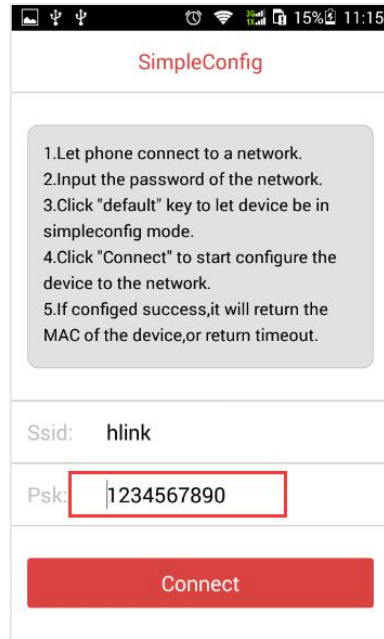 3G 1X 15% 11:15
SimpleConfig
1.Let phone connect to a network.
2.Input the password of the network.
3.Click "default" key to let device be in
simpleconfig mode.
4.Click "Connect" to start configure the
device to the network.
5.If configed success,it will return the
MAC of the device,or return timeout.
Ssid: hlink
Psk: 1234567890
Connect